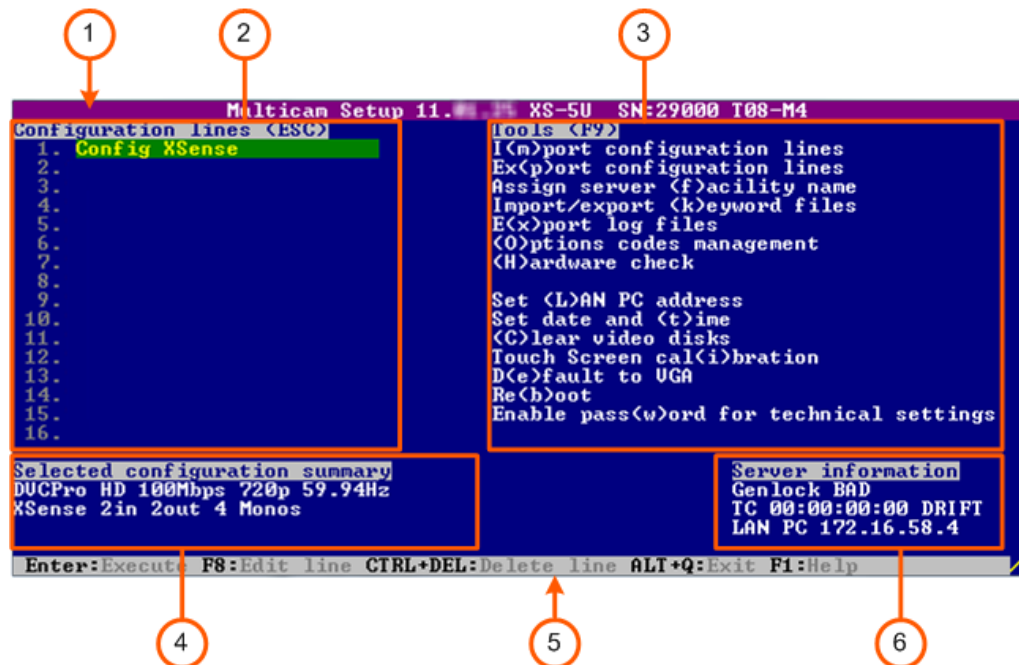 1
2
3
Multicam Setup 11. XS-5U SN:29000 T08-M4
Configuration lines (ESC)
1. Config XSense
2.
3.
4.
5.
6.
7.
8.
9.
10.
11.
12.
13.
14.
15.
16.
Tools (F9)
I(m)port configuration lines
Ex(p)ort configuration lines
Assign server (f)acility name
Import/export (k)eyword files
E(x)port log files
(O)ptions codes management
(H)ardware check
Set (L)AN PC address
Set date and (t)ime
(C)lear video disks
Touch Screen cal(i)bration
D(e)fault to VGA
Re(b)oot
Enable pass(w)ord for technical settings
Selected configuration summary
DVCPro HD 100Mbps 720p 59.94Hz
XSense 2in 2out 4 Monos
Server information
Genlock BAD
TC 00:00:00:00 DRIFT
LAN PC 172.16.58.4
Enter:Execute F8:Edit line CTRL+DEL:Delete line ALT+Q:Exit F1:Help
4
5
6